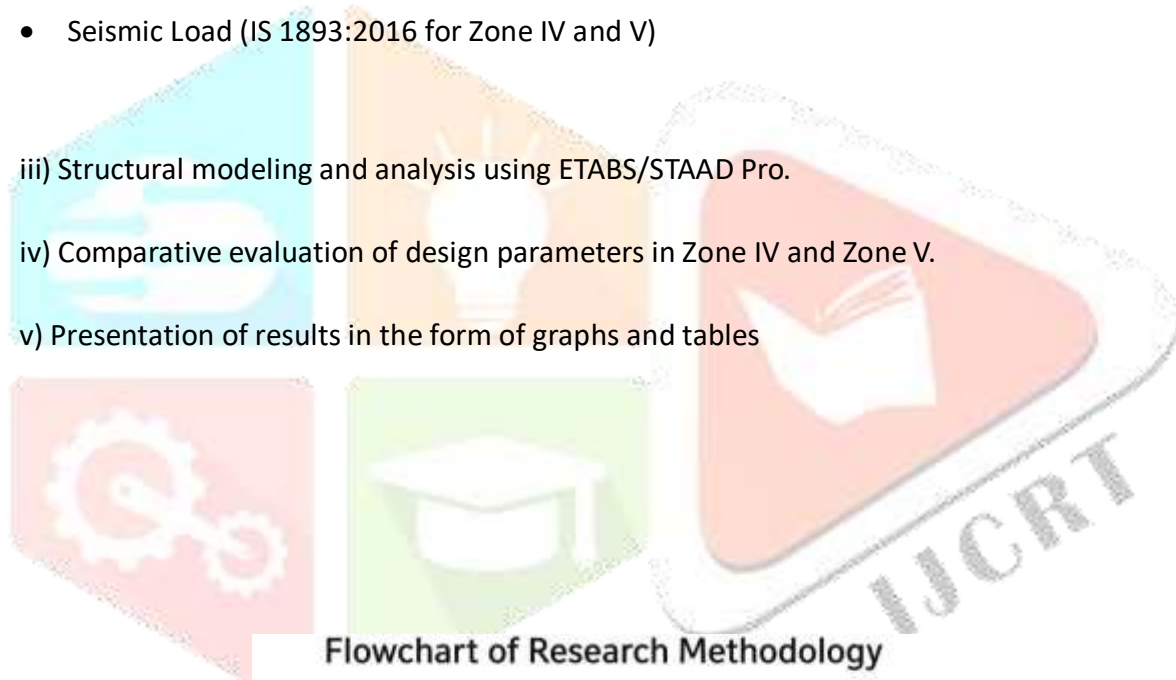 • Seismic Load (IS 1893:2016 for Zone IV and V)
iii) Structural modeling and analysis using ETABS/STAAD Pro.
iv) Comparative evaluation of design parameters in Zone IV and Zone V.
v) Presentation of results in the form of graphs and tables
IJCRT
Flowchart of Research Methodology